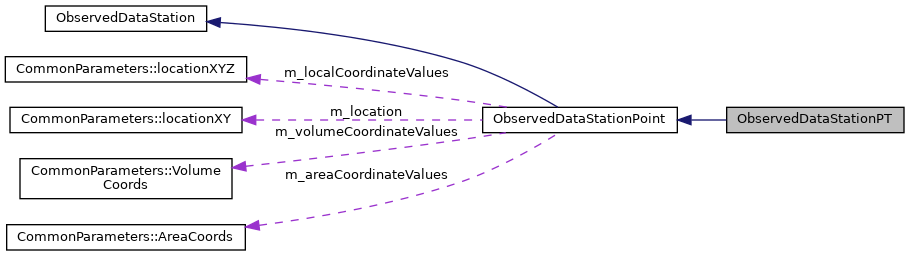 ObservedDataStation
CommonParameters::locationXYZ
m_localCoordinateValues
CommonParameters::locationXY
m_location
ObservedDataStationPoint
ObservedDataStationPT
m_volumeCoordinateValues
CommonParameters::Volume
Coords
m_areaCoordinateValues
CommonParameters::AreaCoords